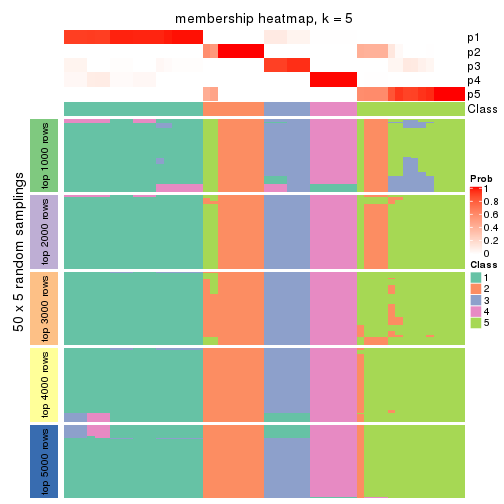 membership heatmap, k = 5
p1
p2
p3
p4
p5
Class
50 x 5 random samplings
top 1000 rows
top 2000 rows
top 3000 rows
top 4000 rows
top 5000 rows
Prob
1
0.8
0.6
0.4
0.2
0
Class
1
2
3
4
5